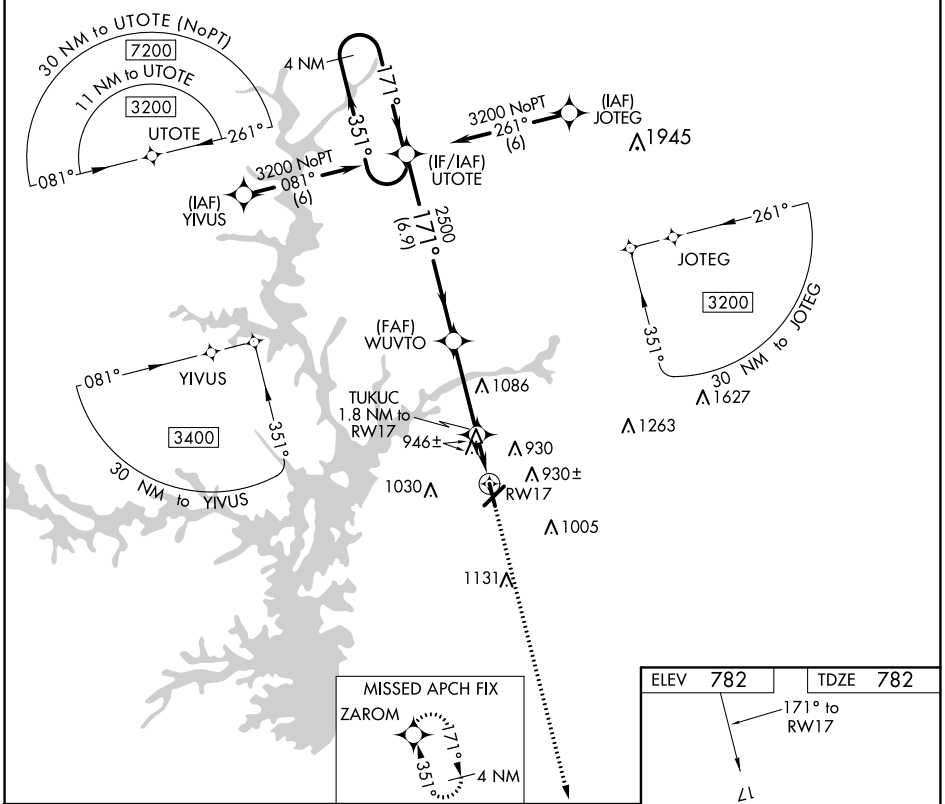 30 NM to UTOTE (NoPT)
7200
11 NM to UTOTE
3200
UTOTE
081°
261°
4 NM
171°
351°
3200 NoPT
261°
(6)
(IAF)
JOTEG
1945
(IF/IAF)
UTOTE
3200 NoPT
081°
(6)
(IAF)
YIVUS
2500
171°
(6.9)
261°
JOTEG
3200
351°
30 NM to JOTEG
(FAF)
WUVTO
081°
YIVUS
3400
351°
30 NM to YIVUS
1086
TUKUC
1.8 NM to
RW17
946±
930
1627
1263
930±
1030
RW17
1005
1131
MISSED APCH FIX
ZAROM
171°
351°
4 NM
ELEV 782
TDZE 782
171° to
RW17
17